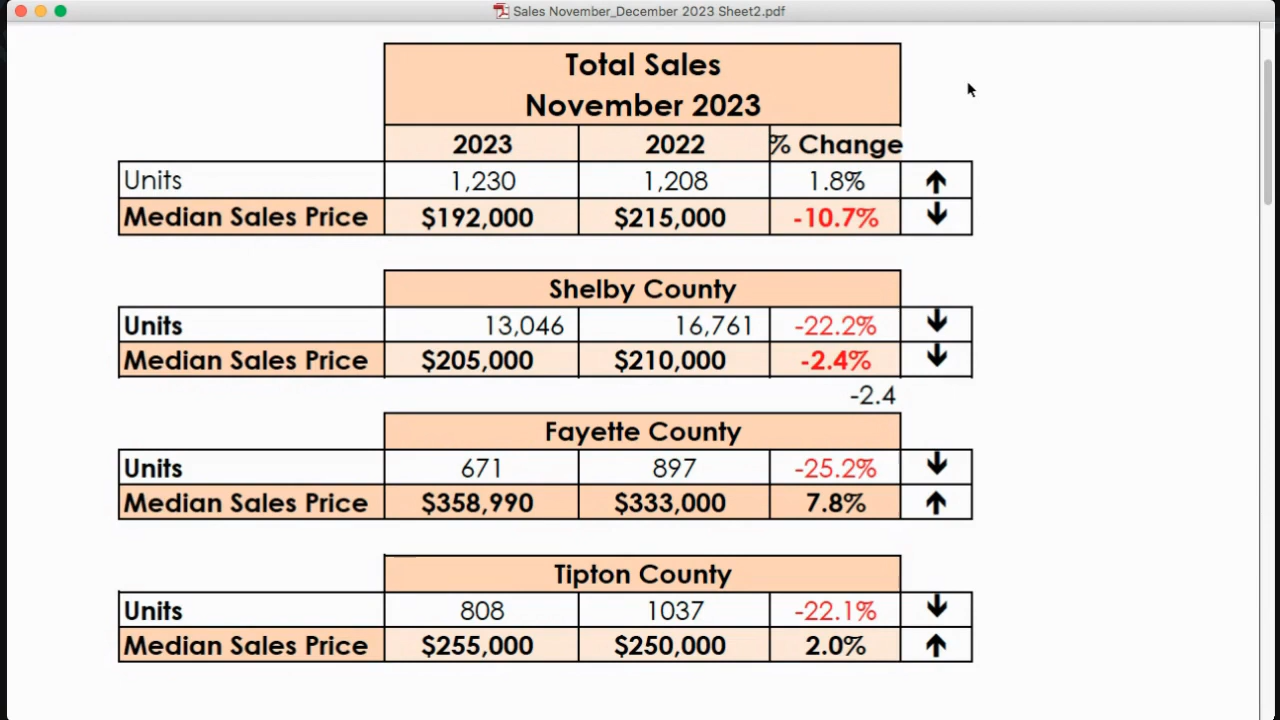 Sales November_December 2023 Sheet2.pdf
Total Sales
November 2023
2023 2022 % Change
Units 1,230 1,208 1.8% ↑
Median Sales Price $192,000 $215,000 -10.7% ↓
Shelby County
Units 13,046 16,761 -22.2% ↓
Median Sales Price $205,000 $210,000 -2.4% ↓
-2.4
Fayette County
Units 671 897 -25.2% ↓
Median Sales Price $358,990 $333,000 7.8% ↑
Tipton County
Units 808 1037 -22.1% ↓
Median Sales Price $255,000 $250,000 2.0% ↑